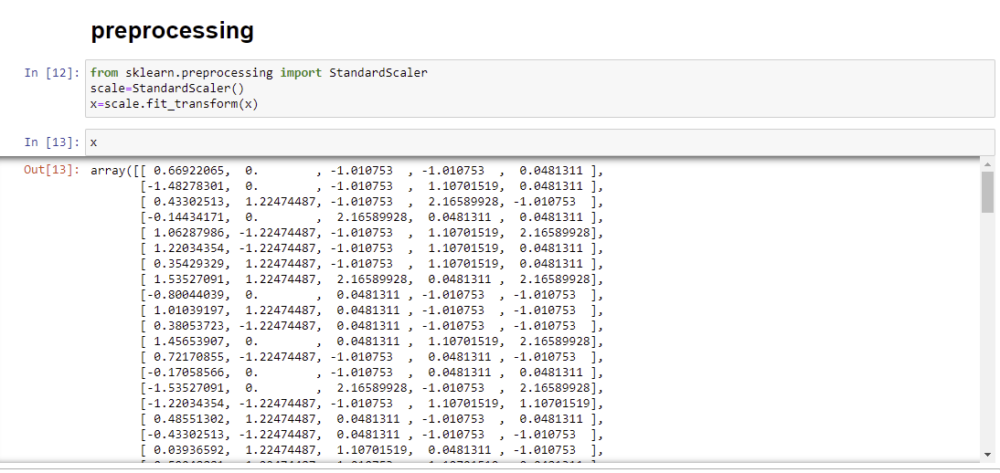 preprocessing
In [12]: from sklearn.preprocessing import StandardScaler
scale=StandardScaler()
x=scale.fit_transform(x)
In [13]: x
Out[13]: array([[ 0.66922065,  0.        , -1.010753  , -1.010753  ,  0.0481311 ],
[-1.48278301,  0.        , -1.010753  ,  1.10701519,  0.0481311 ],
[ 0.43302513,  1.22474487, -1.010753  ,  2.16589928, -1.010753  ],
[-0.14434171,  0.        ,  2.16589928,  0.0481311 ,  0.0481311 ],
[ 1.06287986, -1.22474487, -1.010753  ,  1.10701519,  2.16589928],
[ 1.22034354, -1.22474487, -1.010753  ,  1.10701519,  0.0481311 ],
[ 0.35429329,  1.22474487, -1.010753  ,  1.10701519,  0.0481311 ],
[ 1.53527091,  1.22474487,  2.16589928,  0.0481311 ,  2.16589928],
[-0.80044039,  0.        ,  0.0481311 , -1.010753  , -1.010753  ],
[ 1.01039197,  1.22474487,  0.0481311 , -1.010753  , -1.010753  ],
[ 0.38053723, -1.22474487,  0.0481311 , -1.010753  , -1.010753  ],
[ 1.45653907,  0.        ,  0.0481311 ,  1.10701519,  2.16589928],
[ 0.72170855, -1.22474487, -1.010753  ,  0.0481311 , -1.010753  ],
[-0.17058566,  0.        , -1.010753  ,  0.0481311 ,  0.0481311 ],
[-1.53527091,  0.        ,  2.16589928, -1.010753  ,  2.16589928],
[-1.22034354, -1.22474487, -1.010753  ,  1.10701519,  1.10701519],
[ 0.48551302,  1.22474487,  0.0481311 , -1.010753  ,  0.0481311 ],
[-0.43302513, -1.22474487,  0.0481311 , -1.010753  , -1.010753  ],
[ 0.03936592,  1.22474487,  1.10701519,  0.0481311 , -1.010753  ],